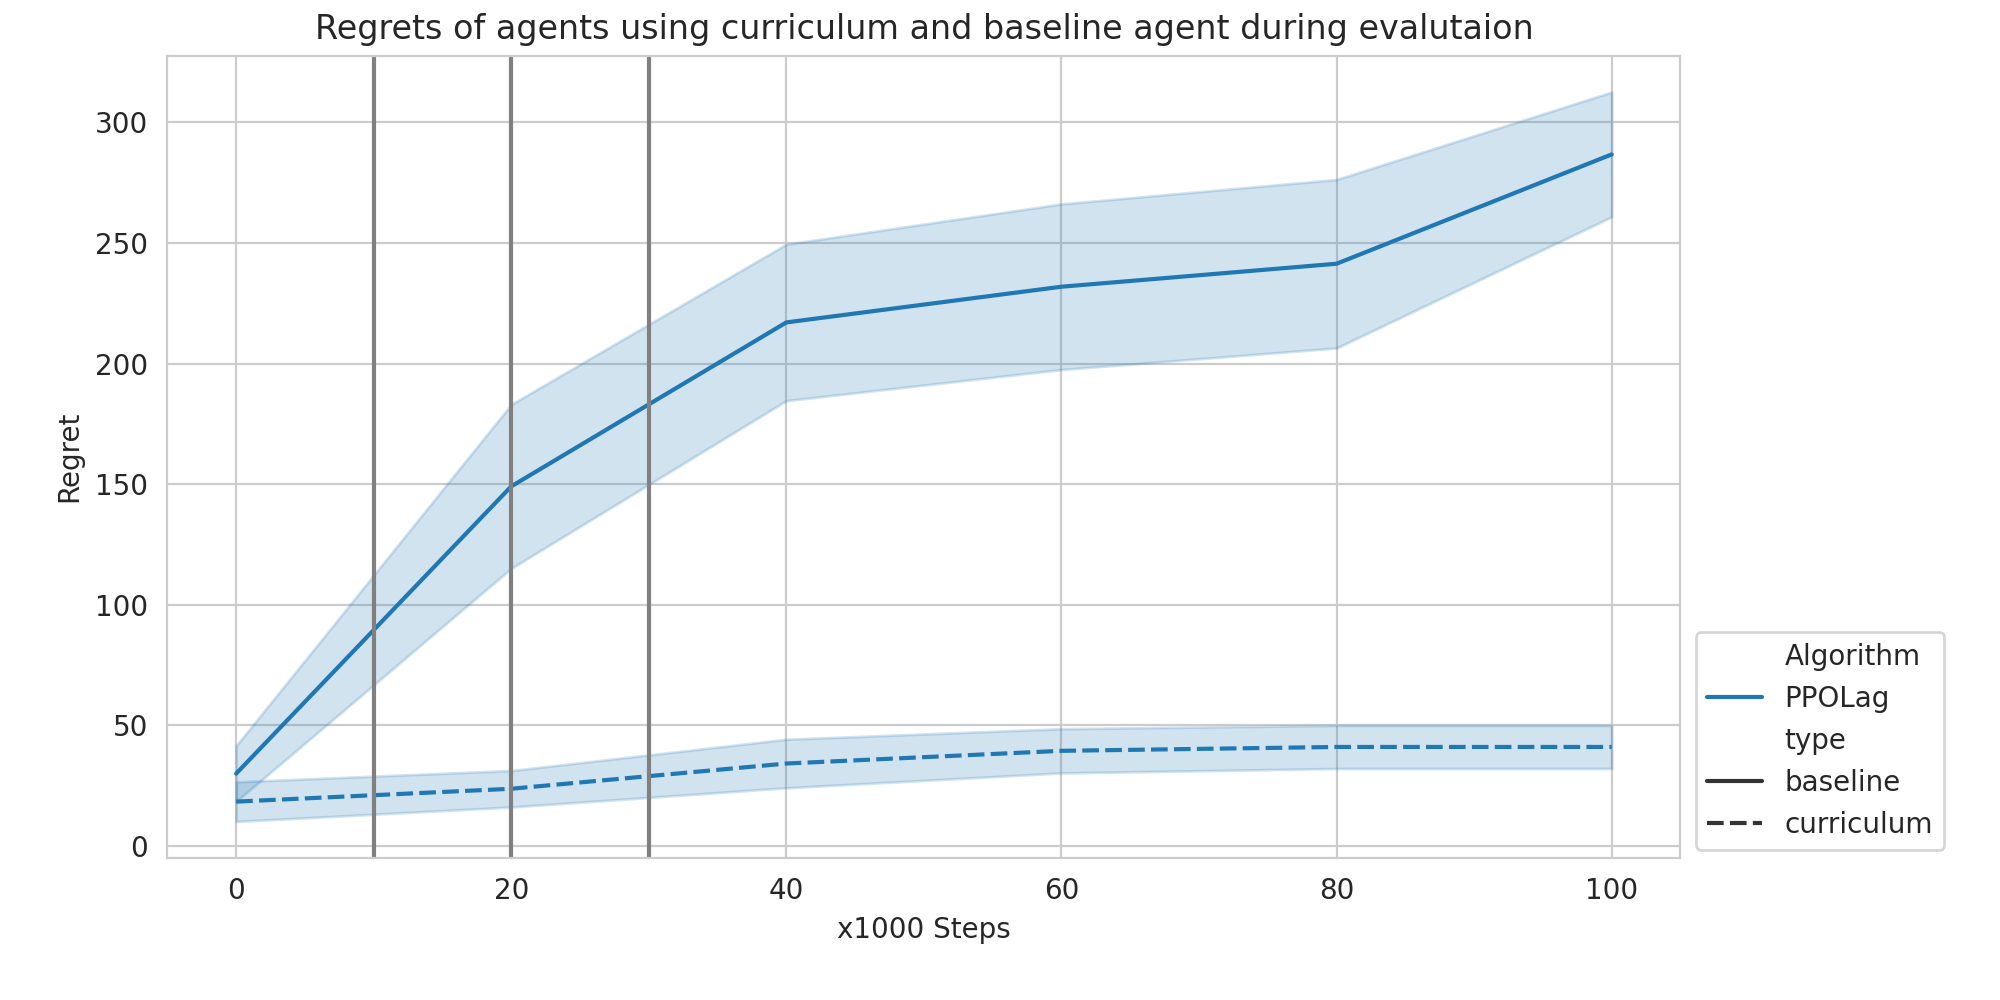 Regrets of agents using curriculum and baseline agent during evalutaion
300
250
200
150
100
50
0
Regret
0 20 40 60 80 100
x1000 Steps
Algorithm
PPOLag
type
baseline
curriculum